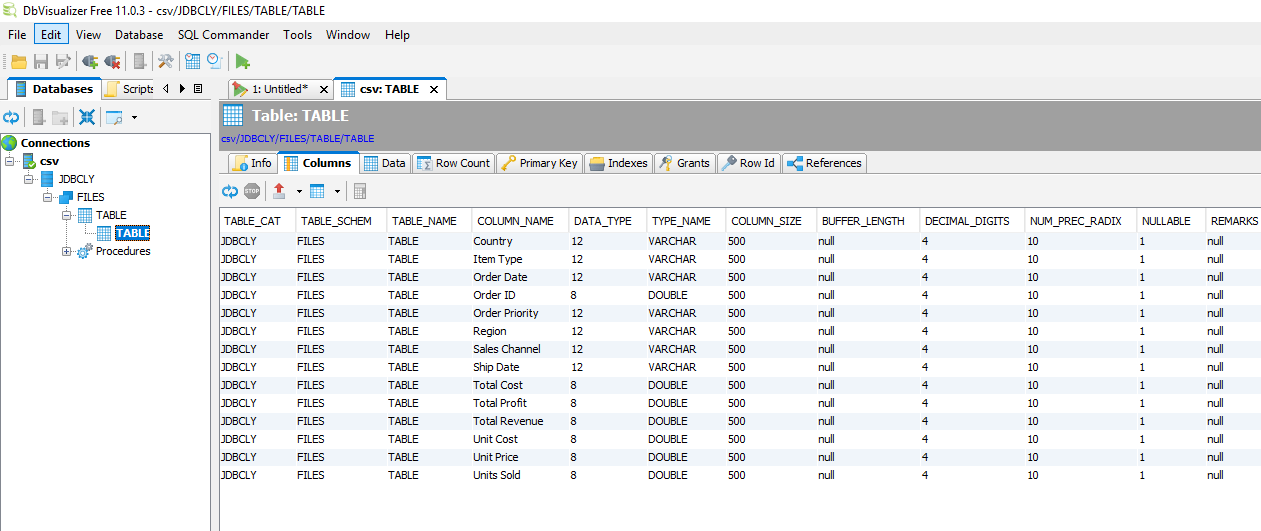 DbVisualizer Free 11.0.3 - csv/JDBCLY/FILES/TABLE/TABLE
File Edit View Database SQL Commander Tools Window Help
Databases Scripts 1: Untitled* csv: TABLE
Table: TABLE
csv/JDBCLY/FILES/TABLE/TABLE
Connections
csv
JDBCLY
FILES
TABLE
TABLE
Procedures
Info Columns Data Row Count Primary Key Indexes Grants Row Id References
STOP
TABLE_CAT TABLE_SCHEM TABLE_NAME COLUMN_NAME DATA_TYPE TYPE_NAME COLUMN_SIZE BUFFER_LENGTH DECIMAL_DIGITS NUM_PREC_RADIX NULLABLE REMARKS
JDBCLY FILES TABLE Country 12 VARCHAR 500 null 4 10 1 null
JDBCLY FILES TABLE Item Type 12 VARCHAR 500 null 4 10 1 null
JDBCLY FILES TABLE Order Date 12 VARCHAR 500 null 4 10 1 null
JDBCLY FILES TABLE Order ID 8 DOUBLE 500 null 4 10 1 null
JDBCLY FILES TABLE Order Priority 12 VARCHAR 500 null 4 10 1 null
JDBCLY FILES TABLE Region 12 VARCHAR 500 null 4 10 1 null
JDBCLY FILES TABLE Sales Channel 12 VARCHAR 500 null 4 10 1 null
JDBCLY FILES TABLE Ship Date 12 VARCHAR 500 null 4 10 1 null
JDBCLY FILES TABLE Total Cost 8 DOUBLE 500 null 4 10 1 null
JDBCLY FILES TABLE Total Profit 8 DOUBLE 500 null 4 10 1 null
JDBCLY FILES TABLE Total Revenue 8 DOUBLE 500 null 4 10 1 null
JDBCLY FILES TABLE Unit Cost 8 DOUBLE 500 null 4 10 1 null
JDBCLY FILES TABLE Unit Price 8 DOUBLE 500 null 4 10 1 null
JDBCLY FILES TABLE Units Sold 8 DOUBLE 500 null 4 10 1 null